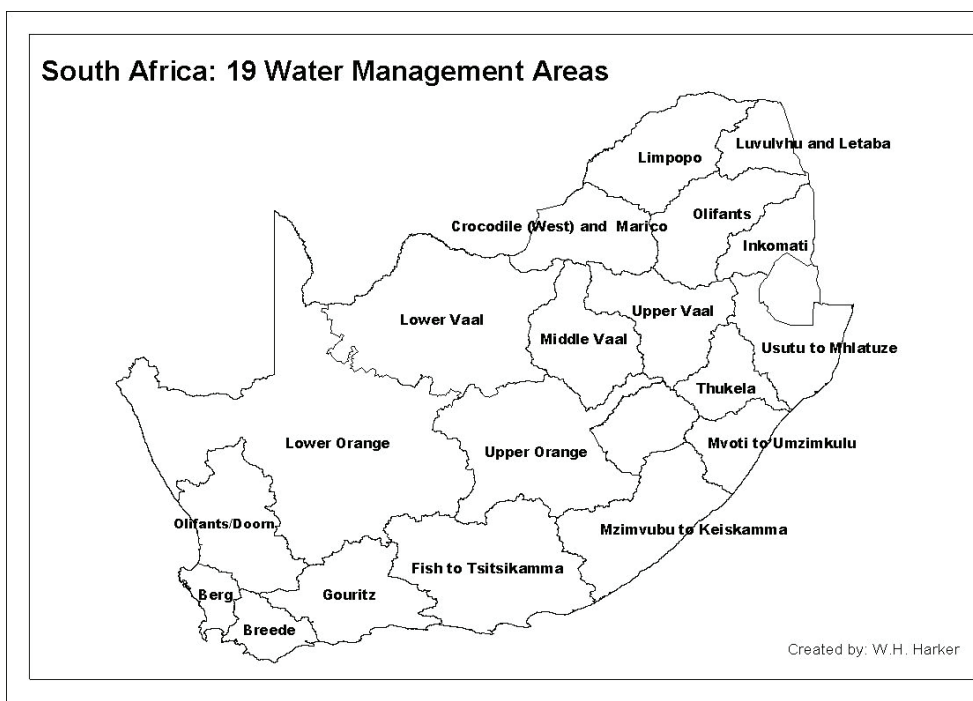 South Africa: 19 Water Management Areas
Luvulvhu and Letaba
Limpopo
Olifants
Crocodile (West) and Marico
Inkomati
Upper Vaal
Lower Vaal
Middle Vaal
Usutu to Mhlatuze
Thukela
Lower Orange
Mvoti to Umzimkulu
Upper Orange
Olifants/Doorn
Mzimvubu to Keiskamma
Fish to Tsitsikamma
Berg
Gouritz
Breede
Created by: W.H. Harker